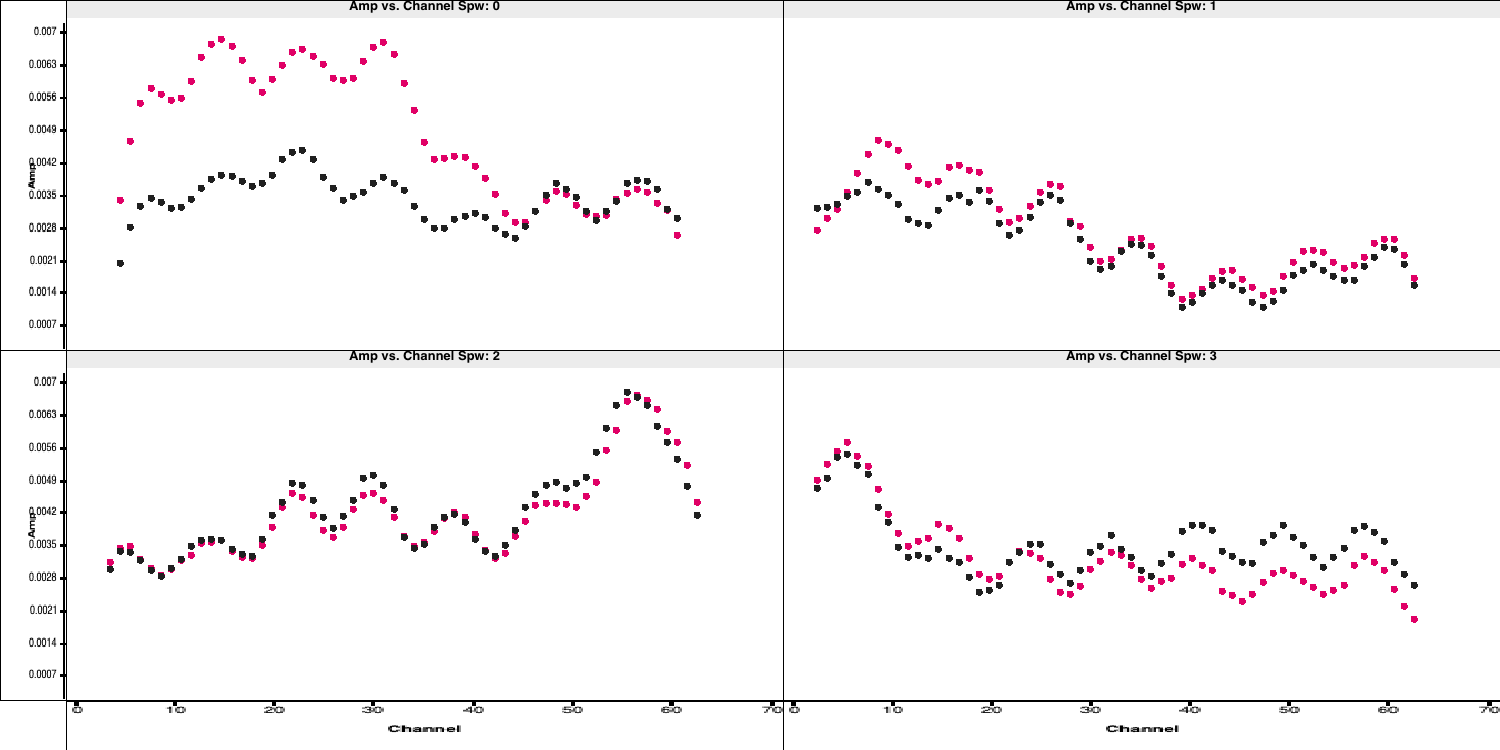 Amp vs. Channel Spw: 0
Amp vs. Channel Spw: 1
0.007
0.0063
0.0056
0.0049
0.0042
0.0035
0.0028
0.0021
0.0014
0.0007
Amp
Amp vs. Channel Spw: 2
Amp vs. Channel Spw: 3
0.007
0.0063
0.0056
0.0049
0.0042
0.0035
0.0028
0.0021
0.0014
0.0007
Amp
0 10 20 30 40 50 60 70
0 10 20 30 40 50 60 70
Channel
Channel